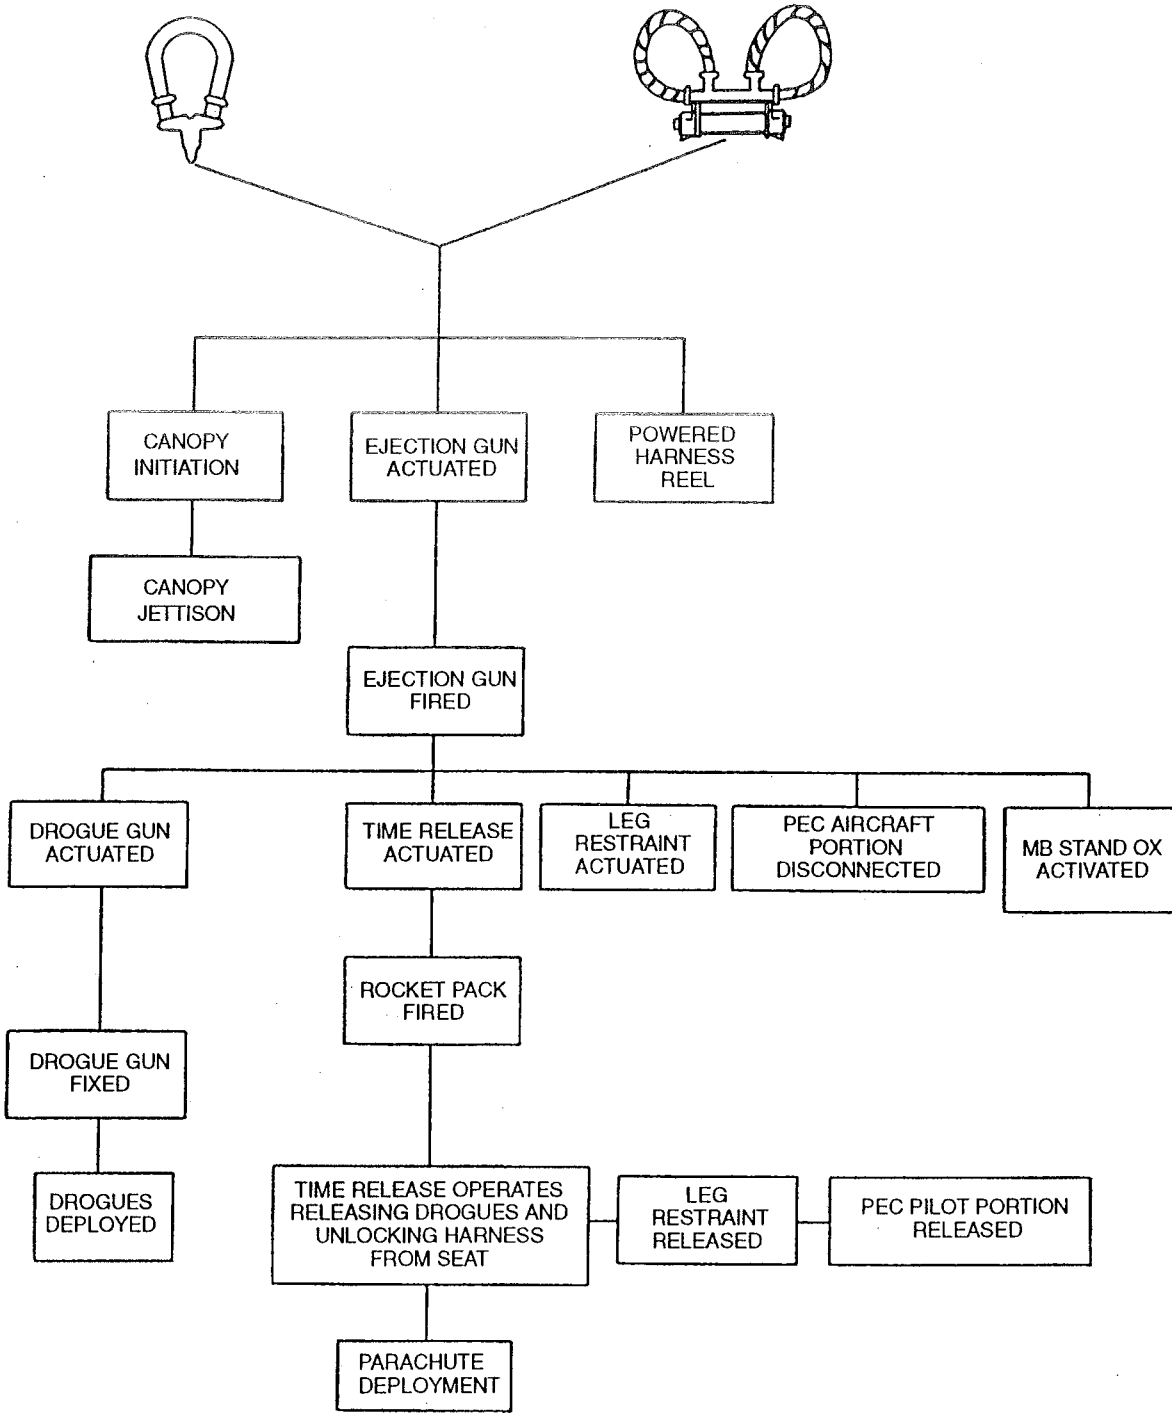 CANOPY
INITIATION
EJECTION GUN
ACTUATED
POWERED
HARNESS
REEL
CANOPY
JETTISON
EJECTION GUN
FIRED
DROGUE GUN
ACTUATED
TIME RELEASE
ACTUATED
LEG
RESTRAINT
ACTUATED
PEC AIRCRAFT
PORTION
DISCONNECTED
MB STAND OX
ACTIVATED
ROCKET PACK
FIRED
DROGUE GUN
FIXED
DROGUES
DEPLOYED
TIME RELEASE OPERATES
RELEASING DROGUES AND
UNLOCKING HARNESS
FROM SEAT
LEG
RESTRAINT
RELEASED
PEC PILOT PORTION
RELEASED
PARACHUTE
DEPLOYMENT